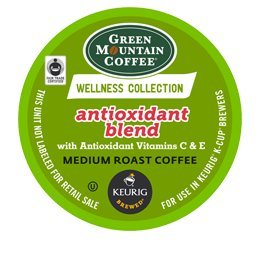 GREEN
MOUNTAIN
COFFEE®
FAIR TRADE
CERTIFIED
WELLNESS COLLECTION
antioxidant
blend
with Antioxidant Vitamins C & E
MEDIUM ROAST COFFEE
U
KEURIG
BREWED
THIS UNIT NOT LABELED FOR RETAIL SALE
FOR USE IN KEURIG® K-CUP® BREWERS